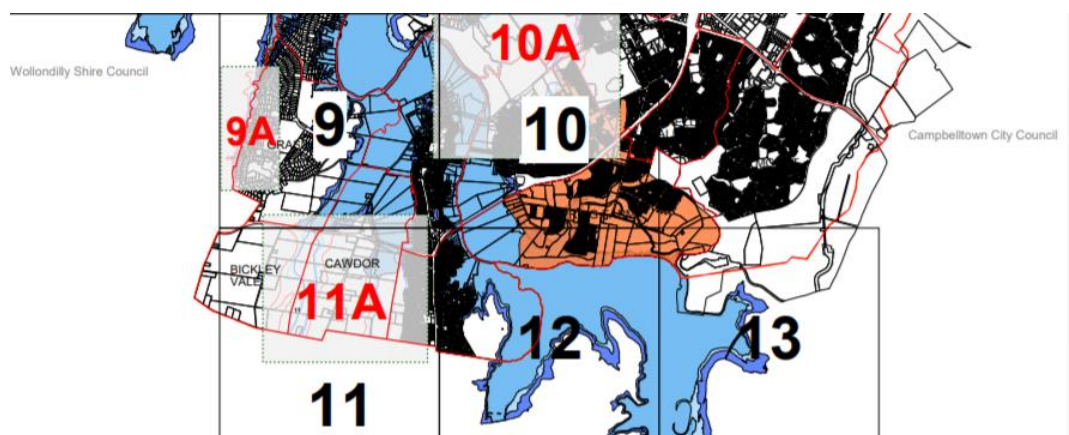 10A
Wollondilly Shire Council
9A
9
10
Campbelltown City Council
BICKLEY
VALE
CAWDOR
11A
12
13
11